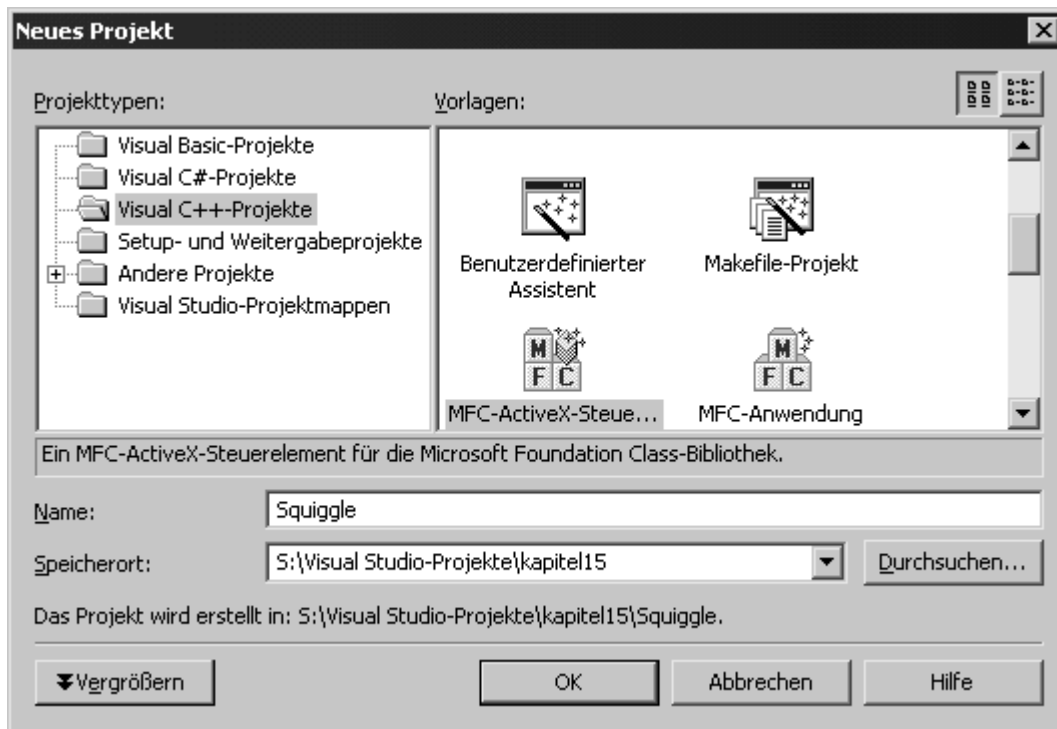 Neues Projekt
Projekttypen:
Vorlagen:
Visual Basic-Projekte
Visual C#-Projekte
Visual C++-Projekte
Setup- und Weitergabeprojekte
Andere Projekte
Visual Studio-Projektmappen
Benutzerdefinierter
Assistent
Makefile-Projekt
M
F C
MFC-ActiveX-Steue...
M
F C
MFC-Anwendung
Ein MFC-ActiveX-Steuerelement für die Microsoft Foundation Class-Bibliothek.
Name:
Squiggle
Speicherort:
S:\Visual Studio-Projekte\kapitel15
Durchsuchen...
Das Projekt wird erstellt in: S:\Visual Studio-Projekte\kapitel15\Squiggle.
Vergrößern
OK
Abbrechen
Hilfe